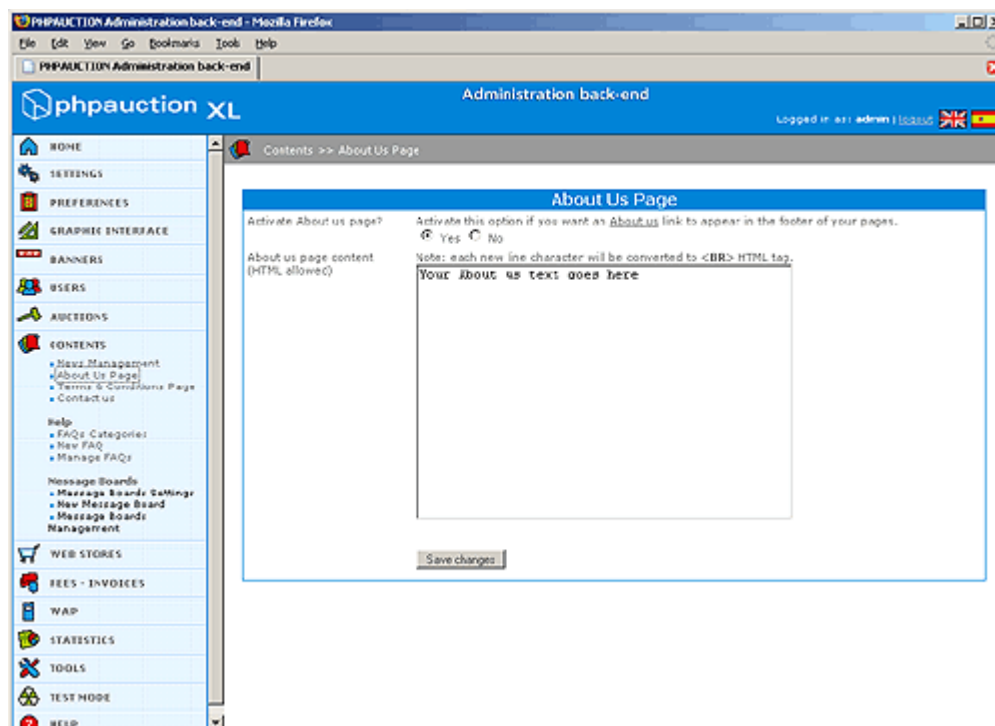 PHPAUCTION Administration back-end - Mozilla Firefox
File Edit View Go Bookmarks Tools Help
PHPAUCTION Administration back-end
phpauction XL
Administration back-end
Logged in as: admin | logout
HOME
SETTINGS
PREFERENCES
GRAPHIC INTERFACE
BANNERS
USERS
AUCTIONS
CONTENTS
News Management
About Us Page
Terms & Conditions Page
Contact us
Help
FAQs Categories
New FAQ
Manage FAQs
Message Boards
Message Boards Settings
New Message Board
Message Boards
Management
WEB STORES
FEES - INVOICES
WAP
STATISTICS
TOOLS
TEST MODE
HELP
Contents >> About Us Page
About Us Page
Activate About us page?
Activate this option if you want an About us link to appear in the footer of your pages.
Yes No
About us page content
(HTML allowed)
Note: each new line character will be converted to <BR> HTML tag.
Your About us text goes here
Save changes